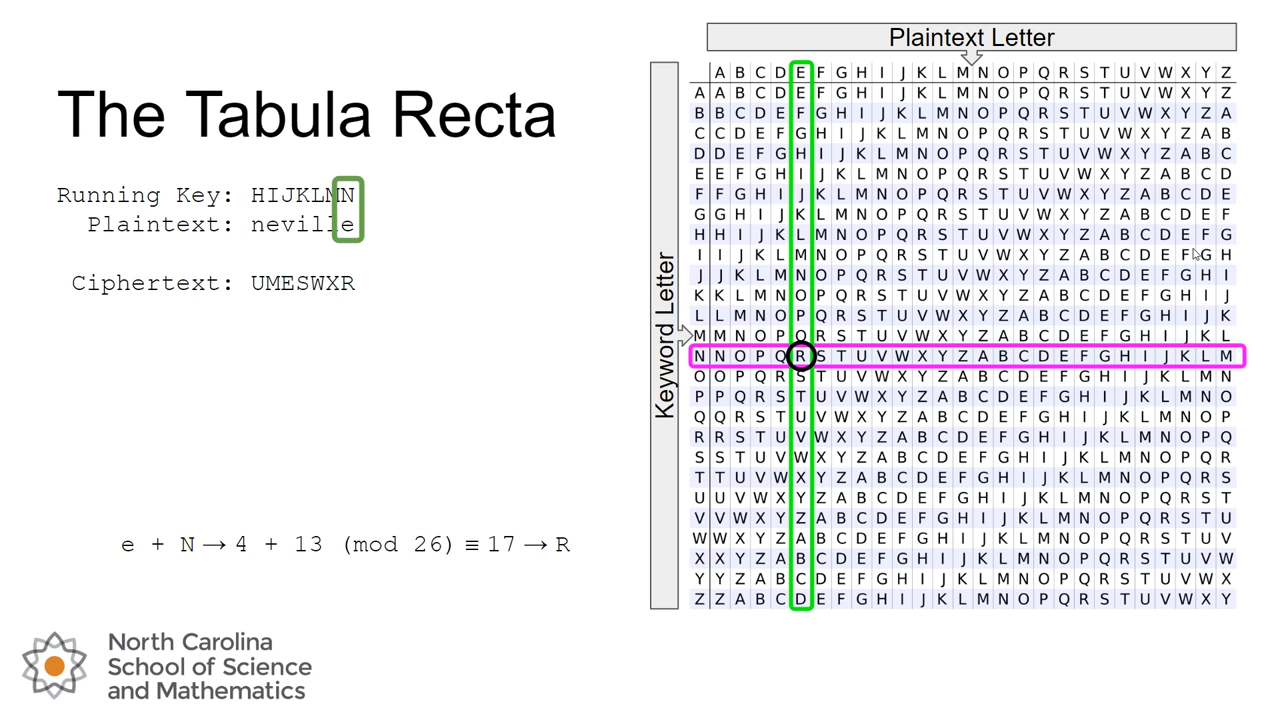 The Tabula Recta
Running Key: HIJKLMN
Plaintext: neville
Ciphertext: UMESWXR
e + N → 4 + 13 (mod 26) ≡ 17 → R
North Carolina
School of Science
and Mathematics
Plaintext Letter
Keyword Letter
A B C D E F G H I J K L M N O P Q R S T U V W X Y Z
A A B C D E F G H I J K L M N O P Q R S T U V W X Y Z
B B C D E F G H I J K L M N O P Q R S T U V W X Y Z A
C C D E F G H I J K L M N O P Q R S T U V W X Y Z A B
D D E F G H I J K L M N O P Q R S T U V W X Y Z A B C
E E F G H I J K L M N O P Q R S T U V W X Y Z A B C D
F F G H I J K L M N O P Q R S T U V W X Y Z A B C D E
G G H I J K L M N O P Q R S T U V W X Y Z A B C D E F
H H I J K L M N O P Q R S T U V W X Y Z A B C D E F G
I I J K L M N O P Q R S T U V W X Y Z A B C D E F G H
J J K L M N O P Q R S T U V W X Y Z A B C D E F G H I
K K L M N O P Q R S T U V W X Y Z A B C D E F G H I J
L L M N O P Q R S T U V W X Y Z A B C D E F G H I J K
M M N O P Q R S T U V W X Y Z A B C D E F G H I J K L
N N O P Q R S T U V W X Y Z A B C D E F G H I J K L M
O O P Q R S T U V W X Y Z A B C D E F G H I J K L M N
P P Q R S T U V W X Y Z A B C D E F G H I J K L M N O
Q Q R S T U V W X Y Z A B C D E F G H I J K L M N O P
R R S T U V W X Y Z A B C D E F G H I J K L M N O P Q
S S T U V W X Y Z A B C D E F G H I J K L M N O P Q R
T T U V W X Y Z A B C D E F G H I J K L M N O P Q R S
U U V W X Y Z A B C D E F G H I J K L M N O P Q R S T
V V W X Y Z A B C D E F G H I J K L M N O P Q R S T U
W W X Y Z A B C D E F G H I J K L M N O P Q R S T U V
X X Y Z A B C D E F G H I J K L M N O P Q R S T U V W
Y Y Z A B C D E F G H I J K L M N O P Q R S T U V W X
Z Z A B C D E F G H I J K L M N O P Q R S T U V W X Y